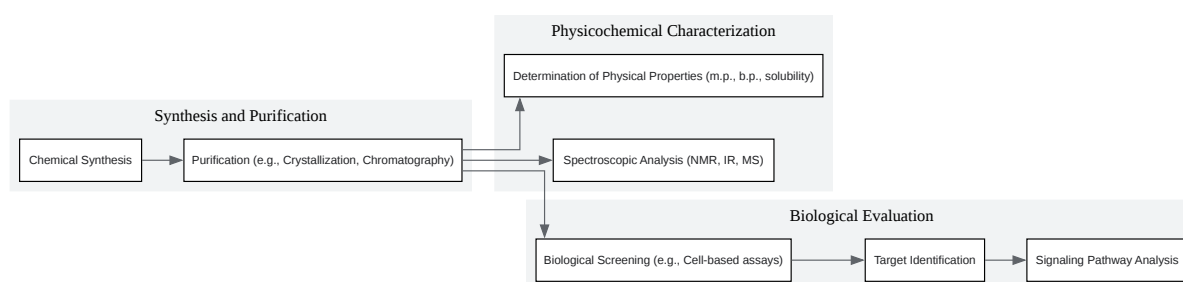 Physicochemical Characterization
Determination of Physical Properties (m.p., b.p., solubility)
Synthesis and Purification
Chemical Synthesis
Purification (e.g., Crystallization, Chromatography)
Spectroscopic Analysis (NMR, IR, MS)
Biological Evaluation
Biological Screening (e.g., Cell-based assays)
Target Identification
Signaling Pathway Analysis